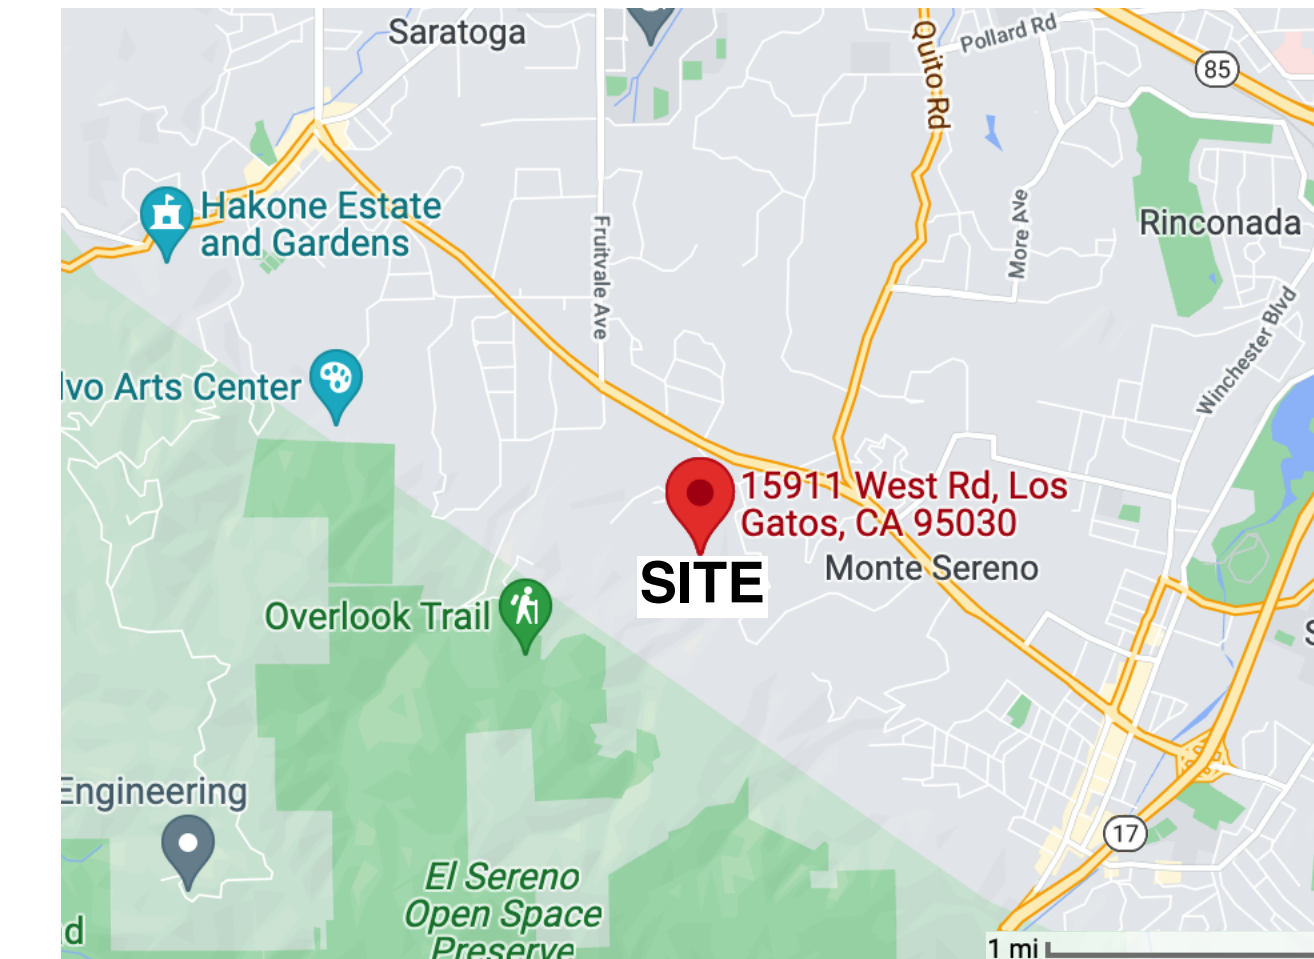 Saratoga
Quito Rd
Pollard Rd
85
Hakone Estate
and Gardens
Fruitvale Ave
More Ave
Rinconada
Winchester Blvd
lvo Arts Center
15911 West Rd, Los
Gatos, CA 95030
SITE
Monte Sereno
Overlook Trail
S
Engineering
17
El Sereno
Open Space
Preserve
d
1 mi